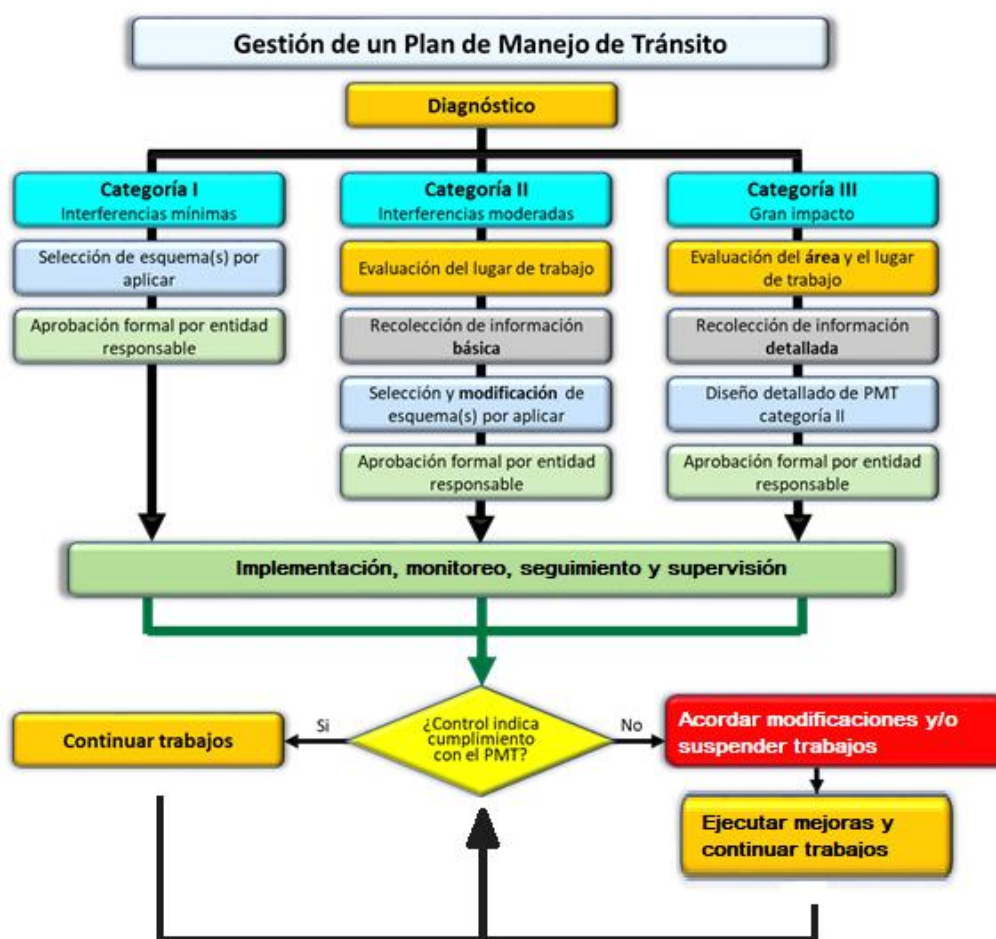 Gestión de un Plan de Manejo de Tránsito
Diagnóstico
Categoría I
Interferencias mínimas
Selección de esquema(s) por
aplicar
Aprobación formal por entidad
responsable
Categoría II
Interferencias moderadas
Evaluación del lugar de trabajo
Recolección de información
básica
Selección y modificación de
esquema(s) por aplicar
Aprobación formal por entidad
responsable
Categoría III
Gran impacto
Evaluación del área y el lugar
de trabajo
Recolección de información
detallada
Diseño detallado de PMT
categoría II
Aprobación formal por entidad
responsable
Implementación, monitoreo, seguimiento y supervisión
¿Control indica
cumplimiento
con el PMT?
Si
Continuar trabajos
No
Acordar modificaciones y/o
suspender trabajos
Ejecutar mejoras y
continuar trabajos